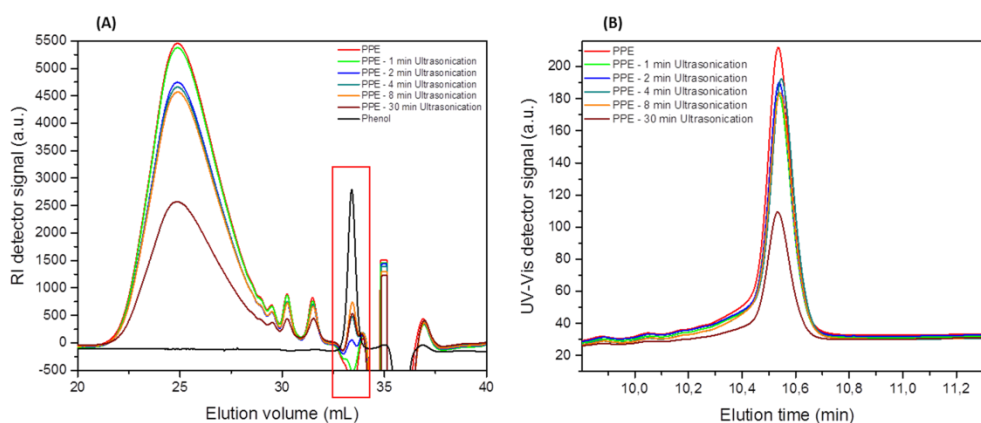 (A)
RI detector signal (a.u.)
5500
5000
4500
4000
3500
3000
2500
2000
1500
1000
500
0
-500
20
25
30
35
40
Elution volume (mL)
PPE
PPE - 1 min Ultrasonication
PPE - 2 min Ultrasonication
PPE - 4 min Ultrasonication
PPE - 8 min Ultrasonication
PPE - 30 min Ultrasonication
Phenol
(B)
UV-Vis detector signal (a.u.)
200
180
160
140
120
100
80
60
40
20
10,0
10,2
10,4
10,6
10,8
11,0
11,2
Elution time (min)
PPE
PPE - 1 min Ultrasonication
PPE - 2 min Ultrasonication
PPE - 4 min Ultrasonication
PPE - 8 min Ultrasonication
PPE - 30 min Ultrasonication